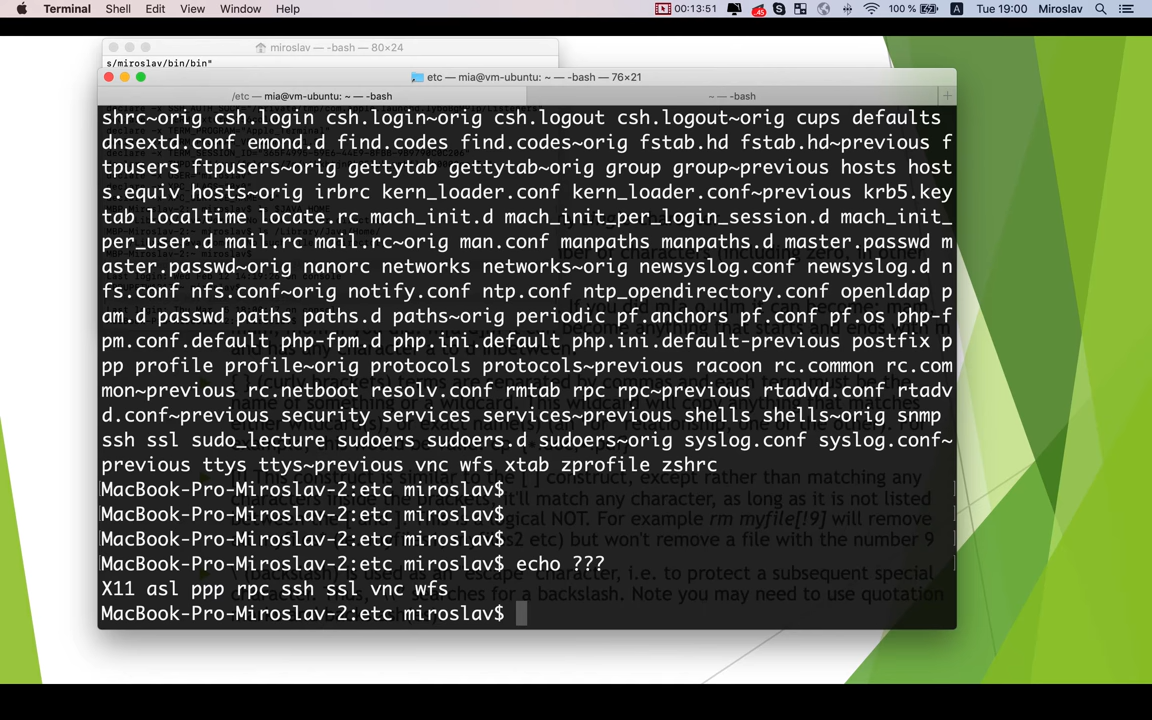 Terminal Shell Edit View Window Help 00:13:51 45 100 % A Tue 19:00 Miroslav
miroslav — -bash — 80×24
s/miroslav/bin/bin"
etc — mia@vm-ubuntu: ~ — -bash — 76×21
/etc — mia@vm-ubuntu: ~ — -bash ~ — -bash +
shrc~orig csh.login csh.login~orig csh.logout csh.logout~orig cups defaults
dnsextd.conf emond.d find.codes find.codes~orig fstab.hd fstab.hd~previous f
tpusers ftpusers~orig gettytab gettytab~orig group group~previous hosts host
s.equiv hosts~orig irbrc kern_loader.conf kern_loader.conf~previous krb5.key
tab localtime locate.rc mach_init.d mach_init_per_login_session.d mach_init_
per_user.d mail.rc mail.rc~orig man.conf manpaths manpaths.d master.passwd m
aster.passwd~orig nanorc networks networks~orig newsyslog.conf newsyslog.d n
fs.conf nfs.conf~orig notify.conf ntp.conf ntp_opendirectory.conf openldap p
am.d passwd paths paths.d paths~orig periodic pf.anchors pf.conf pf.os php-f
pm.conf.default php-fpm.d php.ini.default php.ini.default-previous postfix p
pp profile profile~orig protocols protocols~previous racoon rc.common rc.com
mon~previous rc.netboot resolv.conf rmtab rpc rpc~previous rtadvd.conf rtadv
d.conf~previous security services services~previous shells shells~orig snmp
ssh ssl sudo_lecture sudoers sudoers.d sudoers~orig syslog.conf syslog.conf~
previous ttys ttys~previous vnc wfs xtab zprofile zshrc
MacBook-Pro-Miroslav-2:etc miroslav$
MacBook-Pro-Miroslav-2:etc miroslav$
MacBook-Pro-Miroslav-2:etc miroslav$
MacBook-Pro-Miroslav-2:etc miroslav$ echo ???
X11 asl ppp rpc ssh ssl vnc wfs
MacBook-Pro-Miroslav-2:etc miroslav$